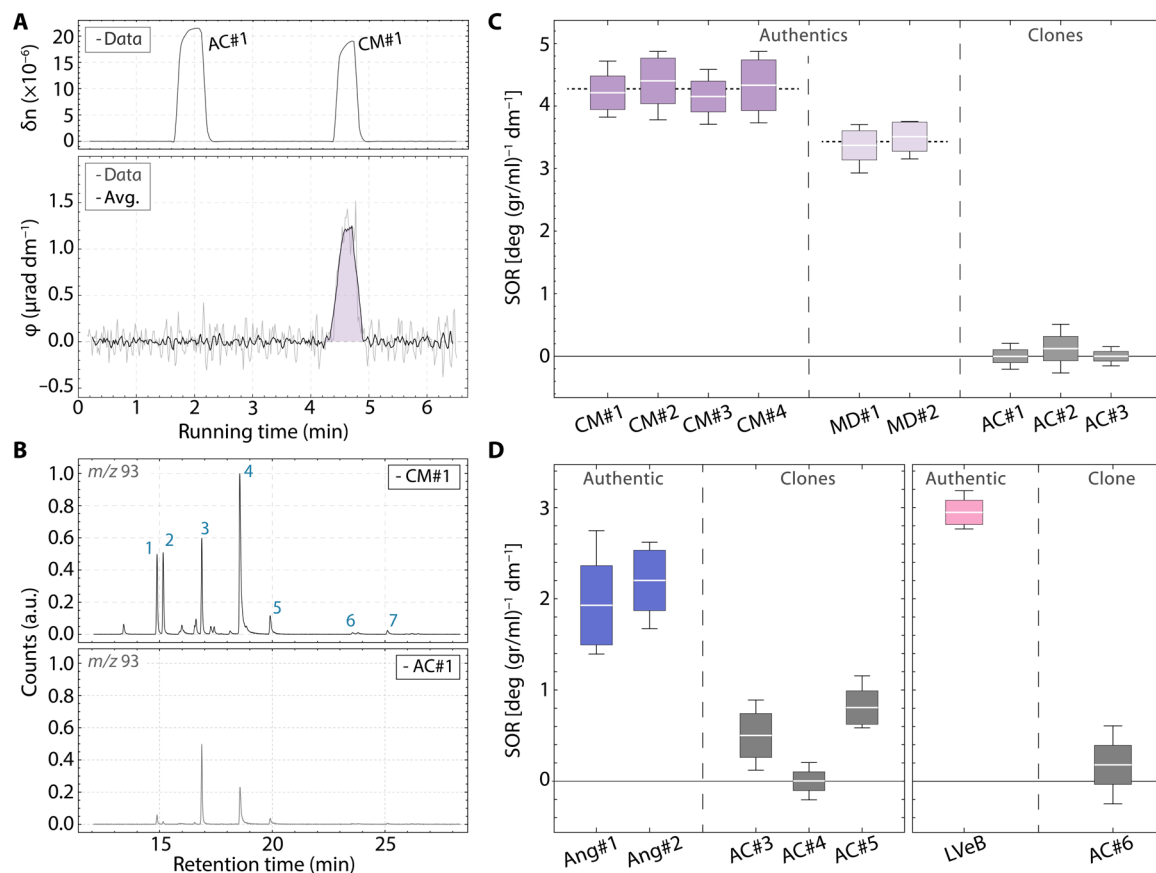 A
- Data
AC#1
CM#1
20
15
10
5
0
δn (×10⁻⁶)
- Data
- Avg.
1.5
1.0
0.5
0.0
–0.5
φ (μrad dm⁻¹)
0 1 2 3 4 5 6
Running time (min)
B
m/z 93
- CM#1
1.0
0.8
0.6
0.4
0.2
0.0
1 2 3 4 5 6 7
m/z 93
- AC#1
1.0
0.8
0.6
0.4
0.2
0.0
Counts (a.u.)
15 20 25
Retention time (min)
C
Authentics
Clones
5
4
3
2
1
0
SOR [deg (gr/ml)⁻¹ dm⁻¹]
CM#1 CM#2 CM#3 CM#4 MD#1 MD#2 AC#1 AC#2 AC#3
D
Authentic
Clones
Authentic
Clone
3
2
1
0
SOR [deg (gr/ml)⁻¹ dm⁻¹]
Ang#1 Ang#2 AC#3 AC#4 AC#5 LVeB AC#6